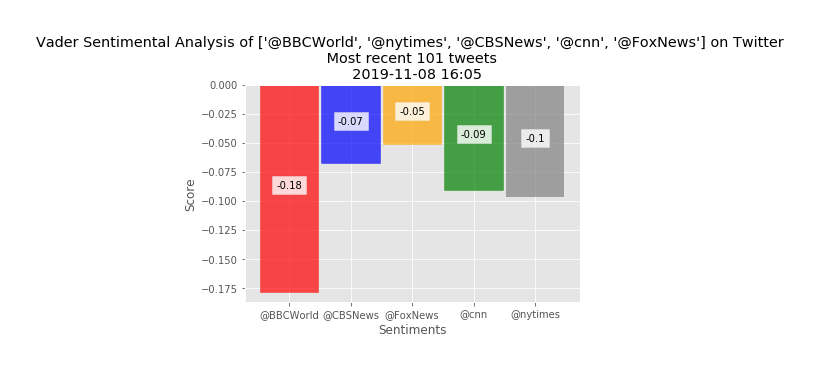 Vader Sentimental Analysis of ['@BBCWorld', '@nytimes', '@CBSNews', '@cnn', '@FoxNews'] on Twitter
Most recent 101 tweets
2019-11-08 16:05
0.000
−0.025
−0.050
−0.075
−0.100
−0.125
−0.150
−0.175
Score
-0.18
-0.07
-0.05
-0.09
-0.1
@BBCWorld @CBSNews @FoxNews @cnn @nytimes
Sentiments